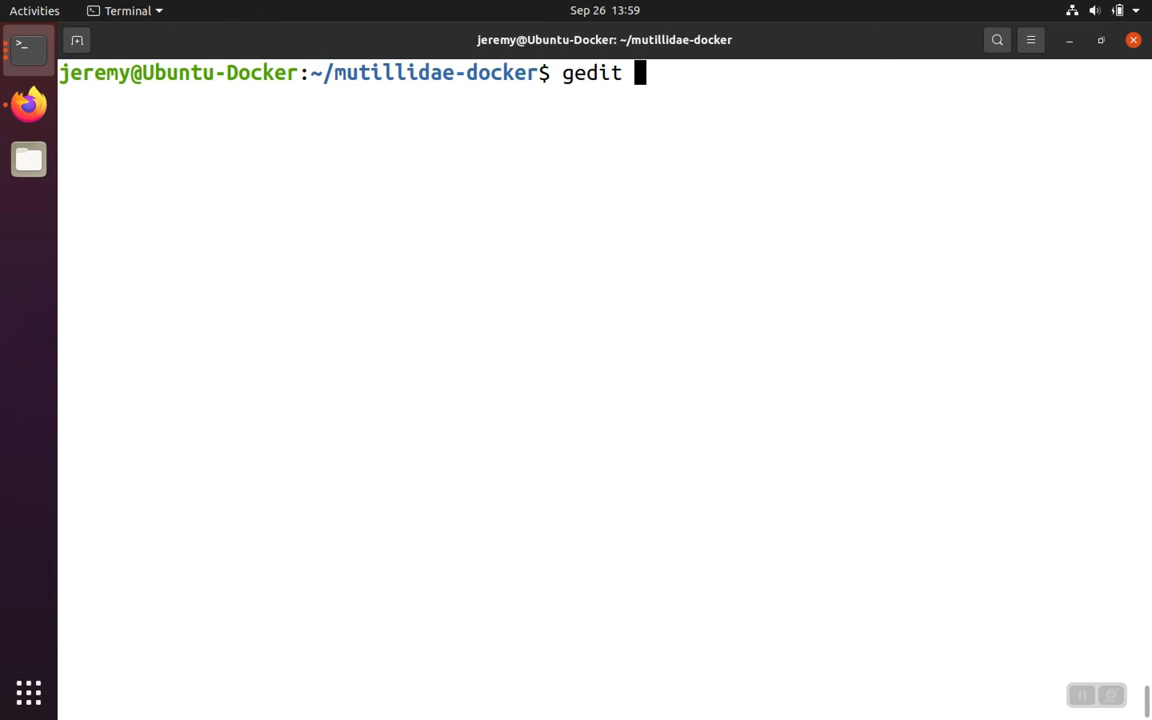 Activities
Terminal
Sep 26 13:59
jeremy@Ubuntu-Docker: ~/mutillidae-docker
jeremy@Ubuntu-Docker:~/mutillidae-docker$ gedit